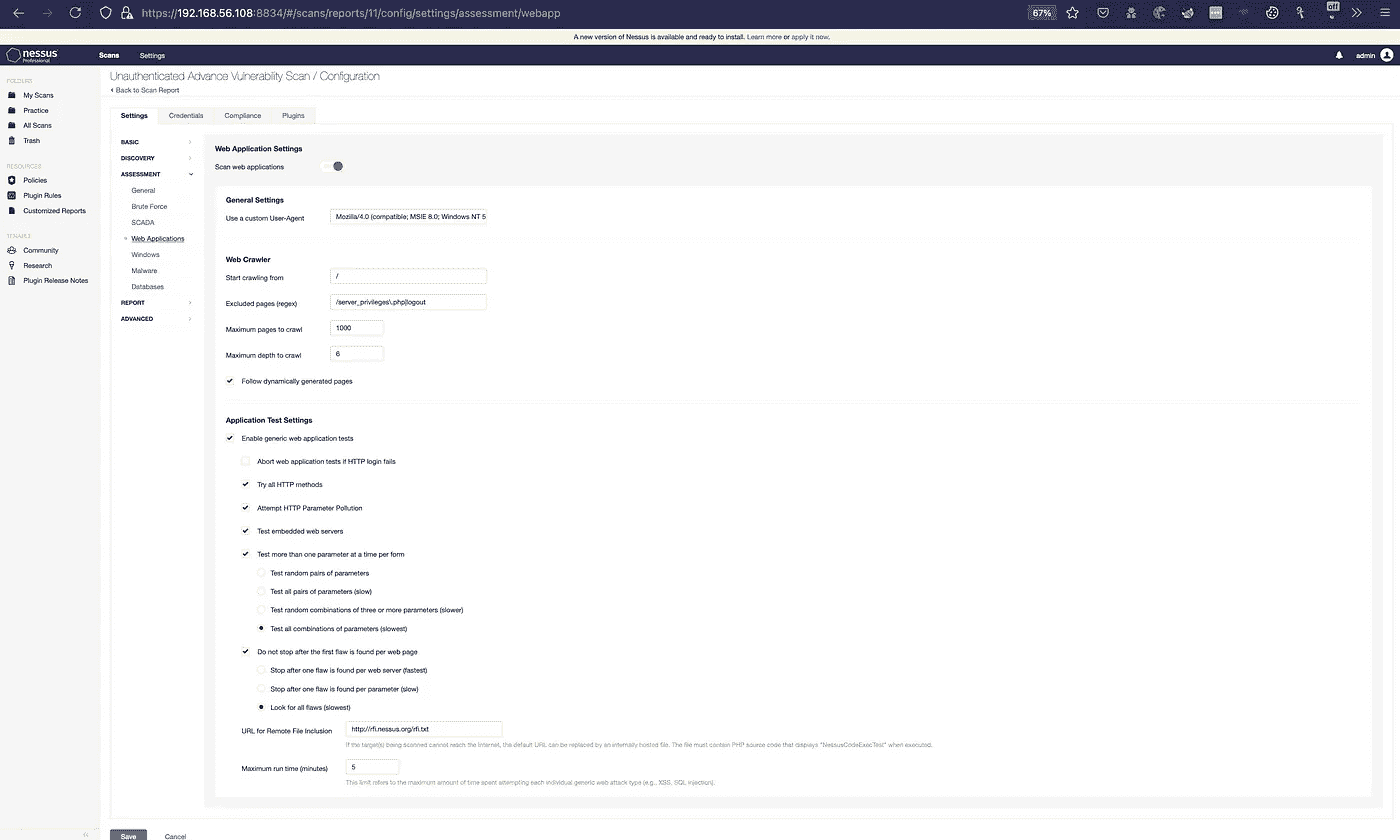 https://192.168.56.108:8834/#/scans/reports/11/config/settings/assessment/webapp
67%
off
A new version of Nessus is available and ready to install. Learn more or apply it now.
nessus
Professional
Scans
Settings
admin
Unauthenticated Advance Vulnerability Scan / Configuration
Back to Scan Report
FOLDERS
My Scans
Practice
All Scans
Trash
RESOURCES
Policies
Plugin Rules
Customized Reports
TENABLE
Community
Research
Plugin Release Notes
Settings
Credentials
Compliance
Plugins
BASIC
DISCOVERY
ASSESSMENT
General
Brute Force
SCADA
Web Applications
Windows
Malware
Databases
REPORT
ADVANCED
Web Application Settings
Scan web applications
General Settings
Use a custom User-Agent
Mozilla/4.0 (compatible; MSIE 8.0; Windows NT 5
Web Crawler
Start crawling from
/
Excluded pages (regex)
/server_privileges\.php|logout
Maximum pages to crawl
1000
Maximum depth to crawl
6
Follow dynamically generated pages
Application Test Settings
Enable generic web application tests
Abort web application tests if HTTP login fails
Try all HTTP methods
Attempt HTTP Parameter Pollution
Test embedded web servers
Test more than one parameter at a time per form
Test random pairs of parameters
Test all pairs of parameters (slow)
Test random combinations of three or more parameters (slower)
Test all combinations of parameters (slowest)
Do not stop after the first flaw is found per web page
Stop after one flaw is found per web server (fastest)
Stop after one flaw is found per parameter (slow)
Look for all flaws (slowest)
URL for Remote File Inclusion
http://rfi.nessus.org/rfi.txt
If the target(s) being scanned cannot reach the Internet, the default URL can be replaced by an internally hosted file. The file must contain PHP source code that displays "NessusCodeExecTest" when executed.
Maximum run time (minutes)
5
This limit refers to the maximum amount of time spent attempting each individual generic web attack type (e.g., XSS, SQL injection).
Save
Cancel